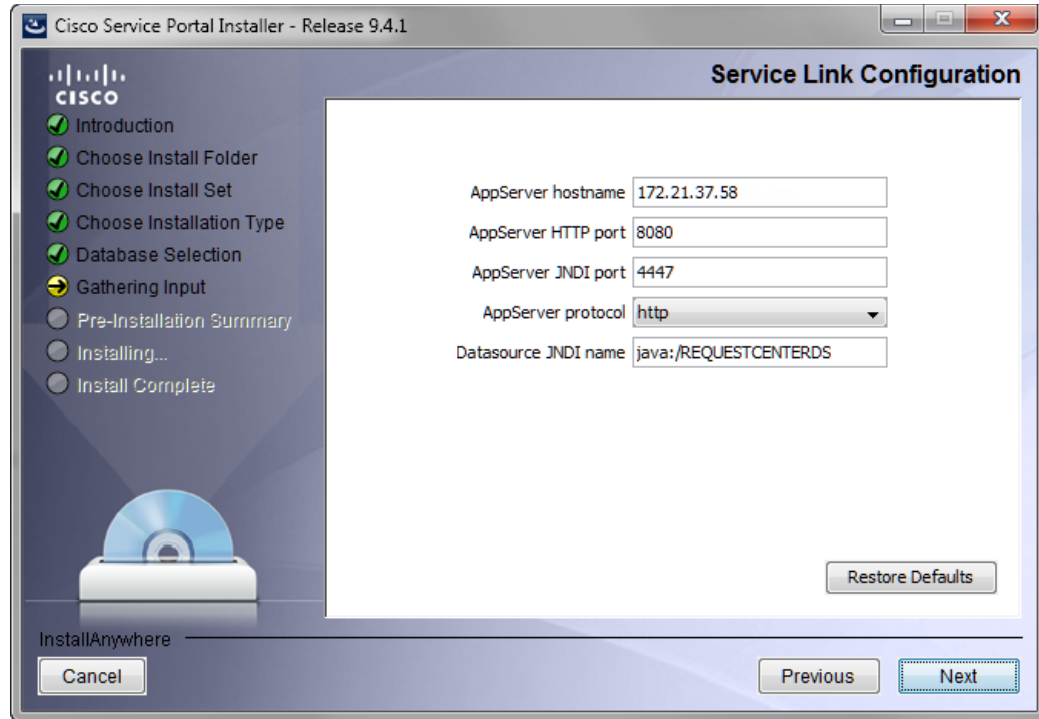 Cisco Service Portal Installer - Release 9.4.1
CISCO
Service Link Configuration
Introduction
Choose Install Folder
Choose Install Set
Choose Installation Type
Database Selection
Gathering Input
Pre-Installation Summary
Installing...
Install Complete
AppServer hostname 172.21.37.58
AppServer HTTP port 8080
AppServer JNDI port 4447
AppServer protocol http
Datasource JNDI name java:/REQUESTCENTERDS
Restore Defaults
InstallAnywhere
Cancel Previous Next